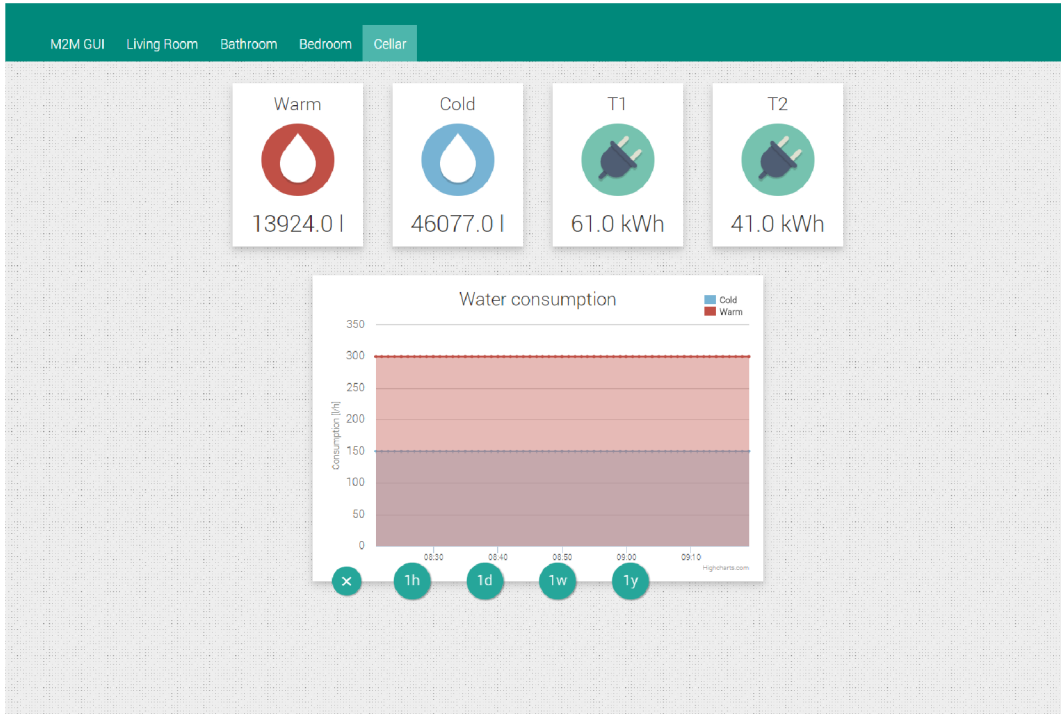 M2M GUI Living Room Bathroom Bedroom Cellar
Warm Cold T1 T2
13924.0 l 46077.0 l 61.0 kWh 41.0 kWh
Water consumption
Cold
Warm
Consumption [l/h]
350
300
250
200
150
100
50
0
08:30 08:40 08:50 09:00 09:10
Highcharts.com
× 1h 1d 1w 1y